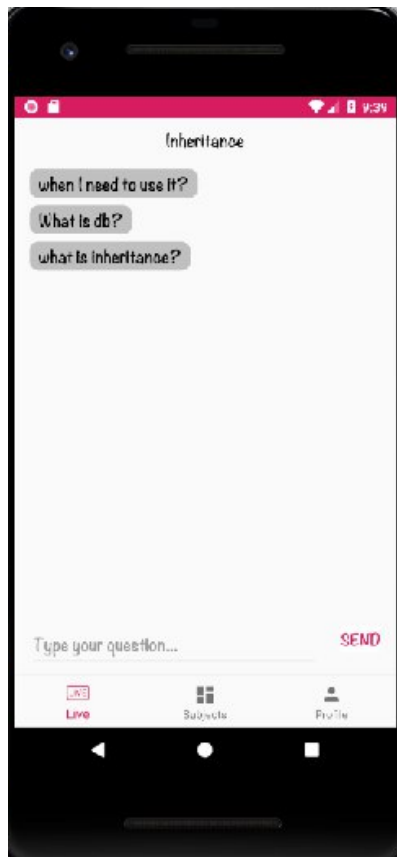 9:39
Inheritance
when I need to use it?
What is db?
what is inheritance?
Type your question...
SEND
LIVE
Live
Subjects
Profile